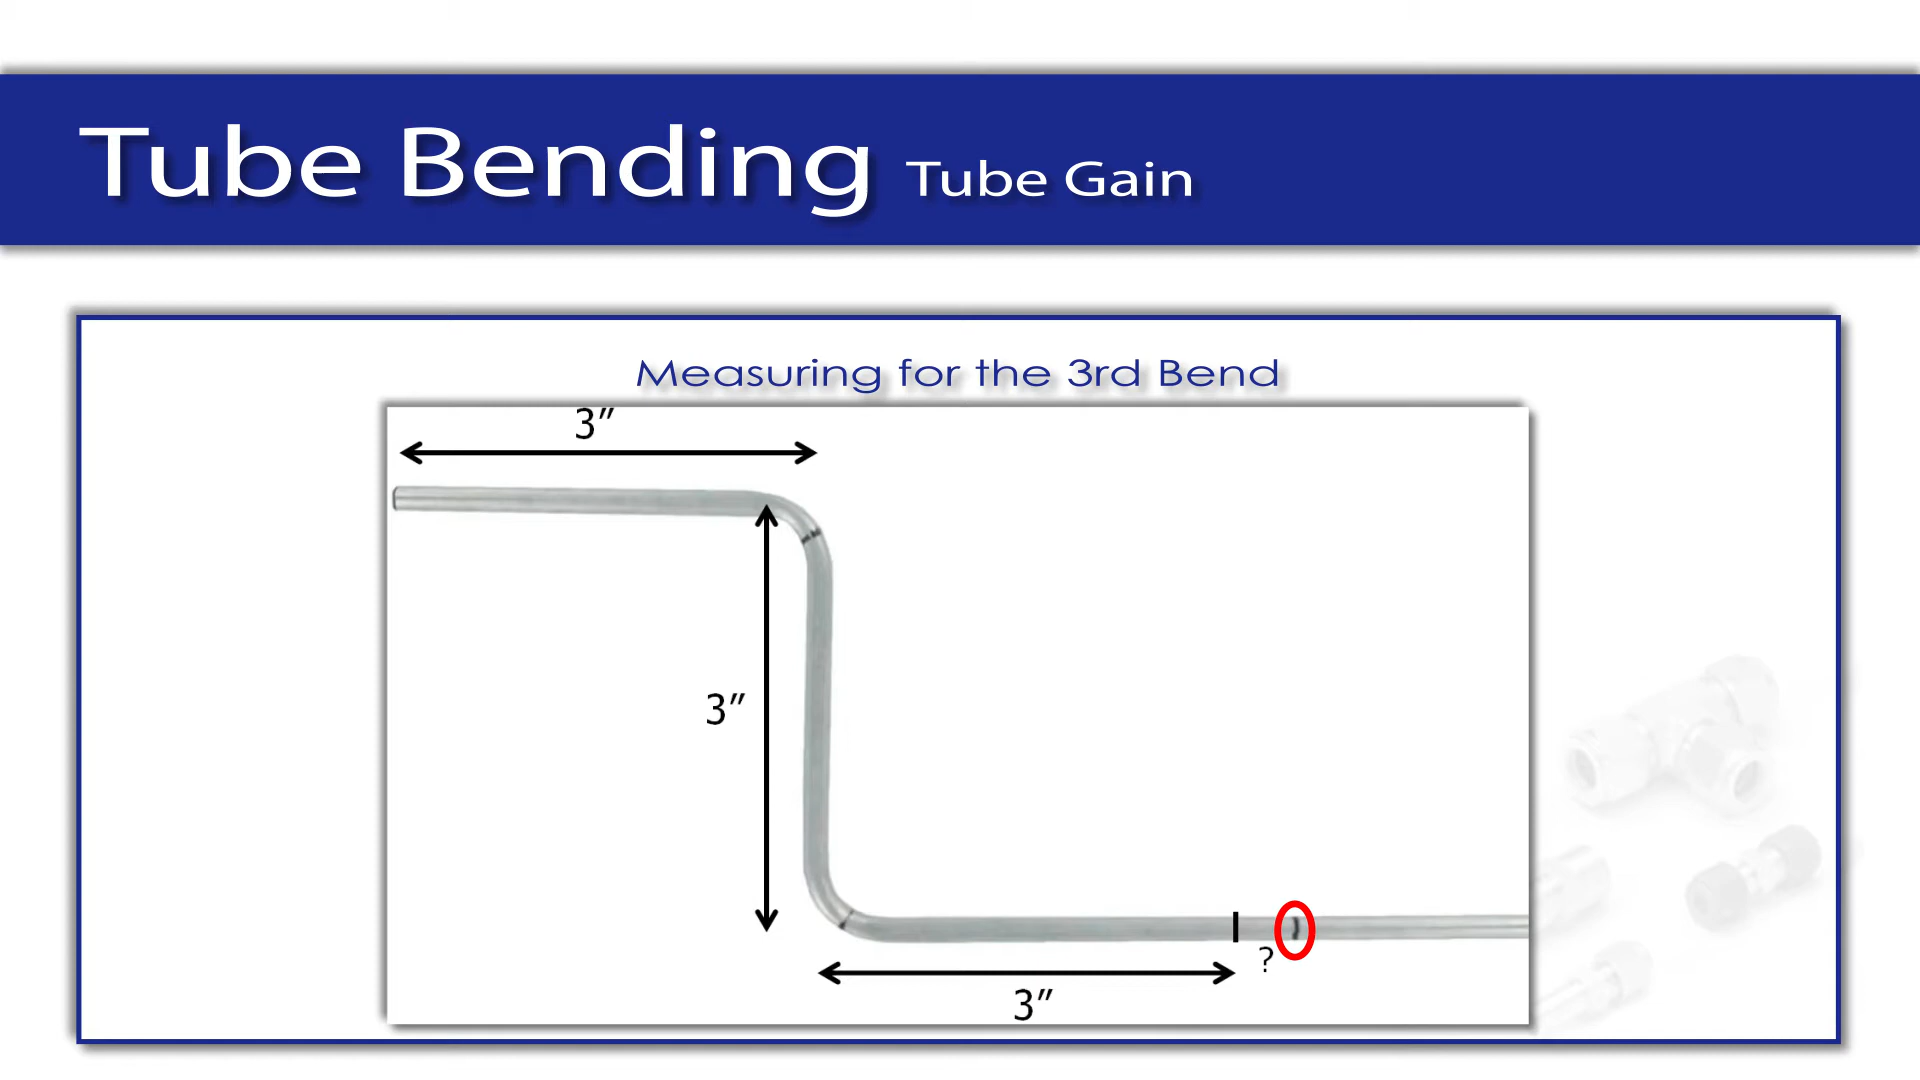 Tube Bending Tube Gain
Measuring for the 3rd Bend
3″
3″
?
3″